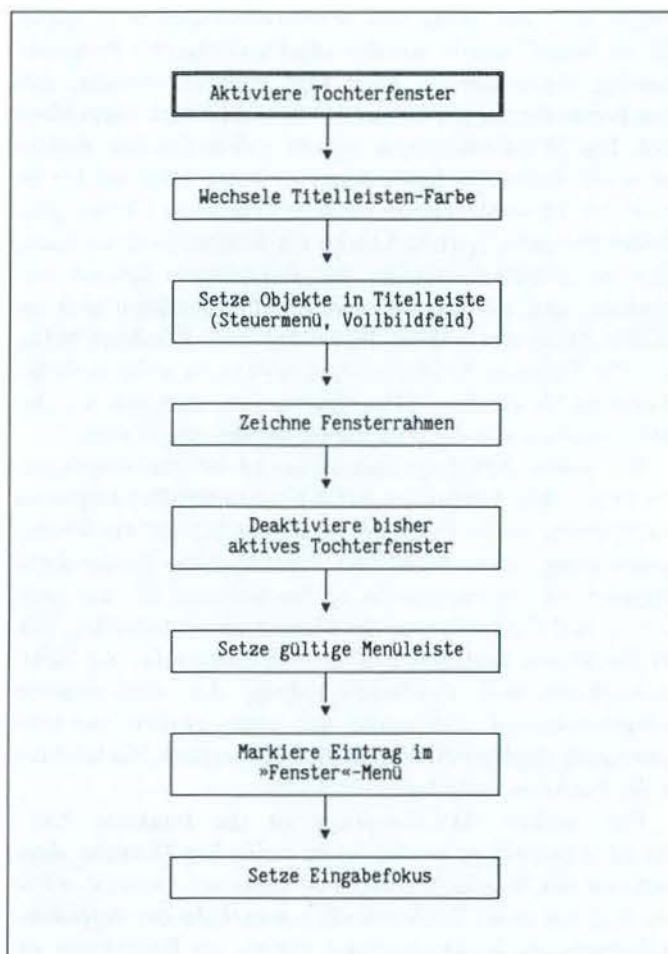 Aktiviere Tochterfenster
Wechsele Titelleisten-Farbe
Setze Objekte in Titelleiste
(Steuermenü, Vollbildfeld)
Zeichne Fensterrahmen
Deaktiviere bisher
aktives Tochterfenster
Setze gültige Menüleiste
Markiere Eintrag im
»Fenster«-Menü
Setze Eingabefokus